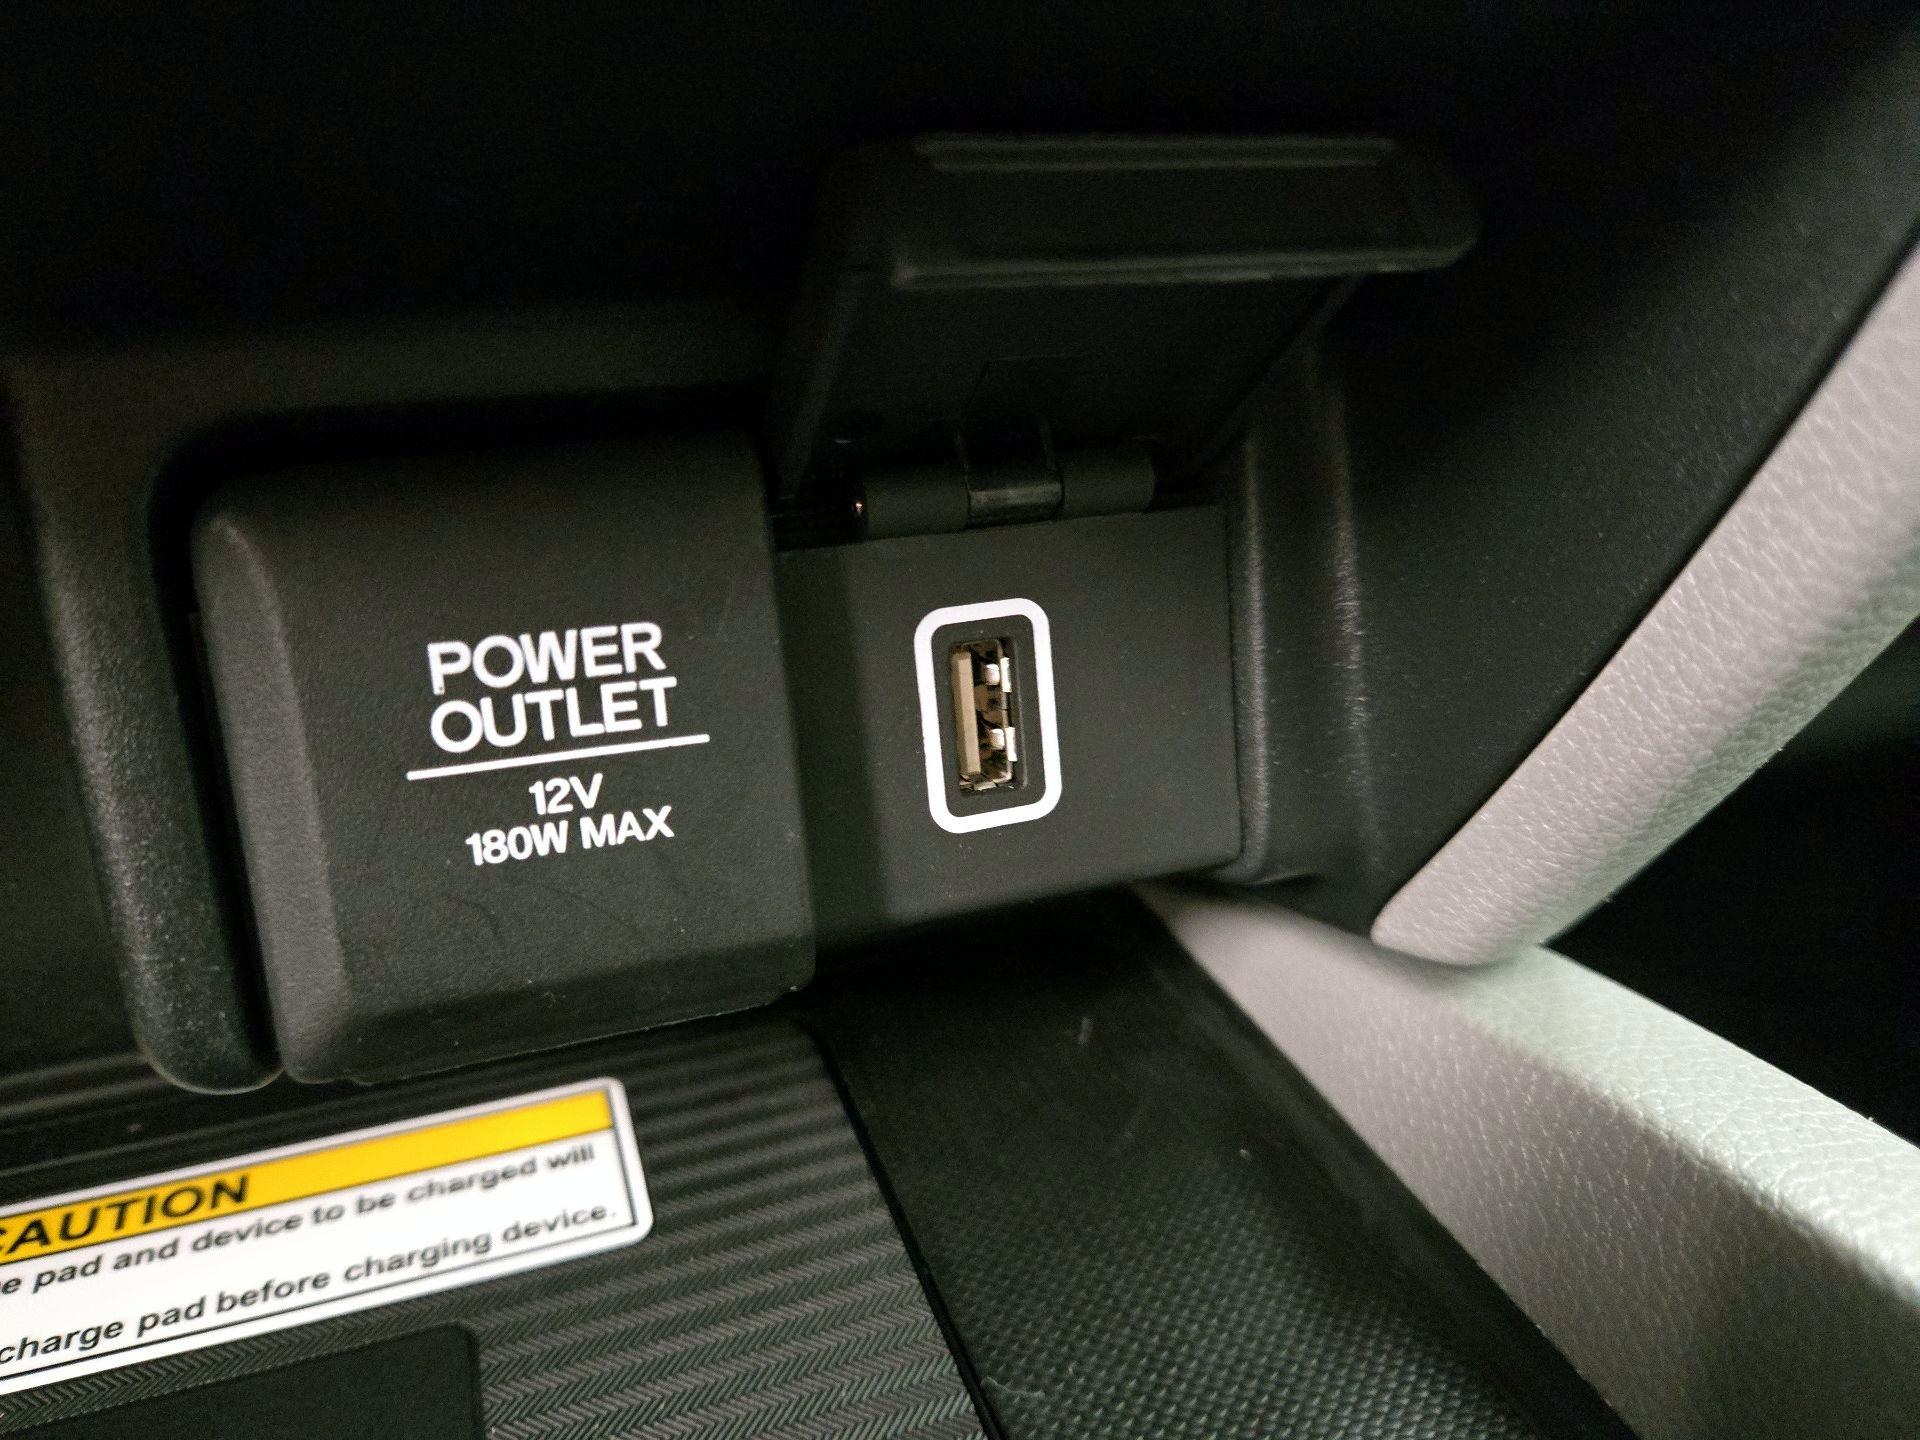 POWER
OUTLET
12V
180W MAX
CAUTION
pad and device to be charged will
charge pad before charging device.